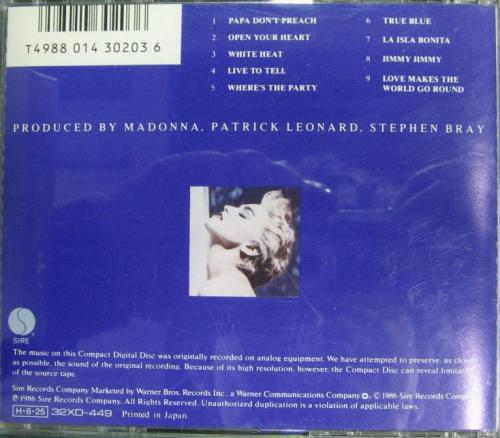 T4988 014 30203 6
1 PAPA DON'T PREACH
2 OPEN YOUR HEART
3 WHITE HEAT
4 LIVE TO TELL
5 WHERE'S THE PARTY
6 TRUE BLUE
7 LA ISLA BONITA
8 JIMMY JIMMY
9 LOVE MAKES THE
WORLD GO ROUND
PRODUCED BY MADONNA, PATRICK LEONARD, STEPHEN BRAY
S
SIRE
The music on this Compact Digital Disc was originally recorded on analog equipment. We have attempted to preserve, as close
as possible, the sound of the original recording. Because of its high resolution, however, the Compact Disc can reveal
of the source tape.
Sire Records Company Marketed by Warner Bros. Records Inc., a Warner Communications Company. © 1986 Sire Records
℗ 1986 Sire Records Company. All Rights Reserved. Unauthorized duplication is a violation of applicable laws.
H·8·25 32XD-449 Printed in Japan.